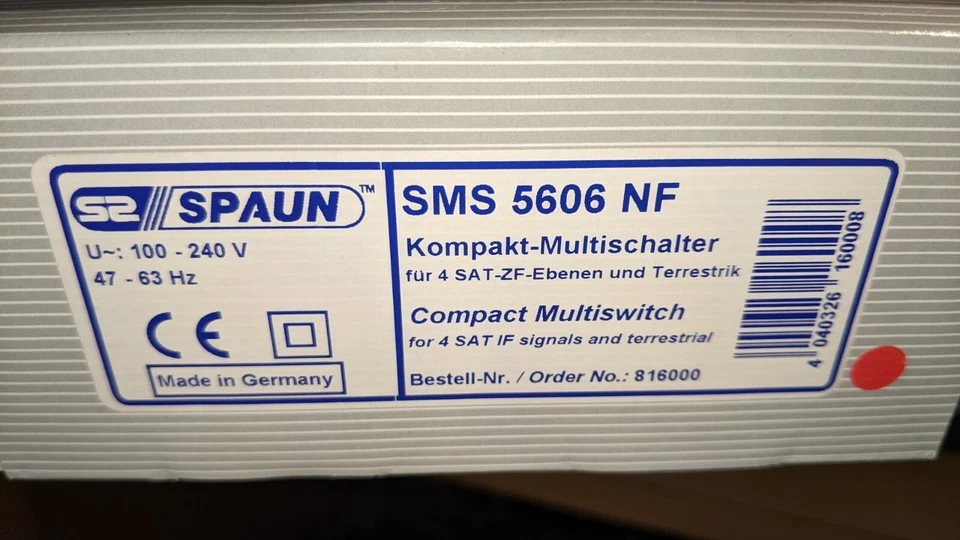 SPAUN™
U~: 100 - 240 V
47 - 63 Hz
CE
Made in Germany
SMS 5606 NF
Kompakt-Multischalter
für 4 SAT-ZF-Ebenen und Terrestrik
Compact Multiswitch
for 4 SAT IF signals and terrestrial
Bestell-Nr. / Order No.: 816000
4 040326 160008